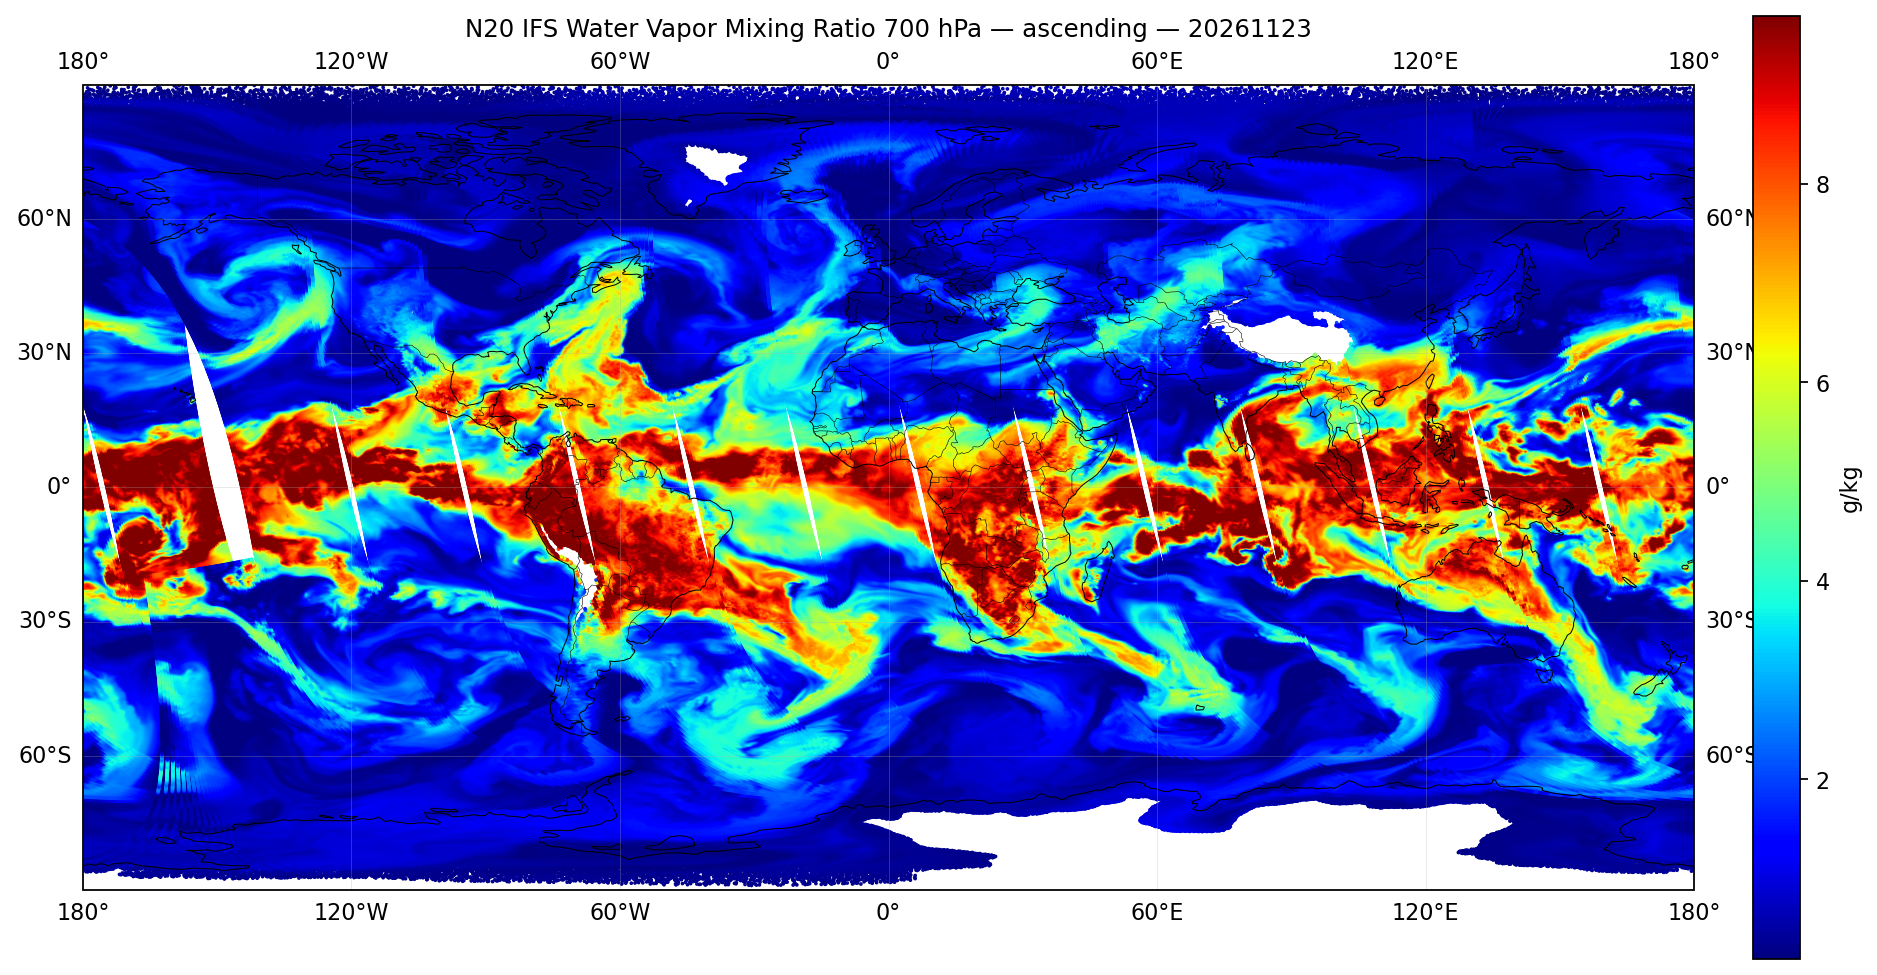 N20 IFS Water Vapor Mixing Ratio 700 hPa — ascending — 20261123
180° 120°W 60°W 0° 60°E 120°E 180°
60°N 60°N
30°N 30°N
0° 0°
30°S 30°S
60°S 60°S
180° 120°W 60°W 0° 60°E 120°E 180°
8
6
4
2
g/kg